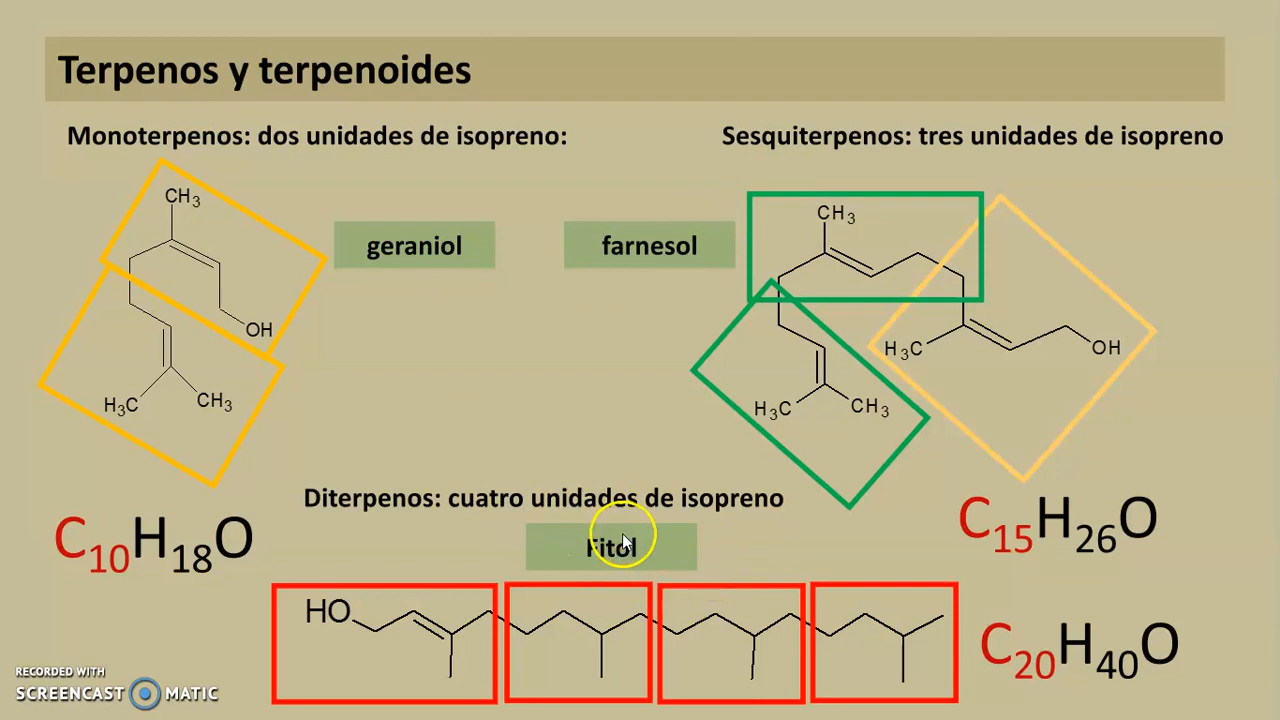 Terpenos y terpenoides
Monoterpenos: dos unidades de isopreno:
Sesquiterpenos: tres unidades de isopreno
CH3
OH
H3C
CH3
geraniol
farnesol
CH3
H3C
OH
H3C
CH3
C10H18O
Diterpenos: cuatro unidades de isopreno
Fitol
C15H26O
HO
C20H40O
RECORDED WITH
SCREENCAST MATIC